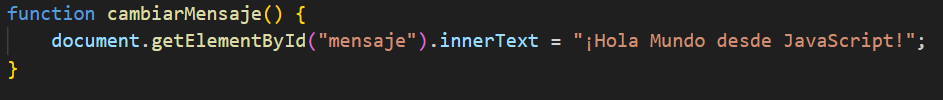 function cambiarMensaje() {
    document.getElementById("mensaje").innerText = "¡Hola Mundo desde JavaScript!";
}